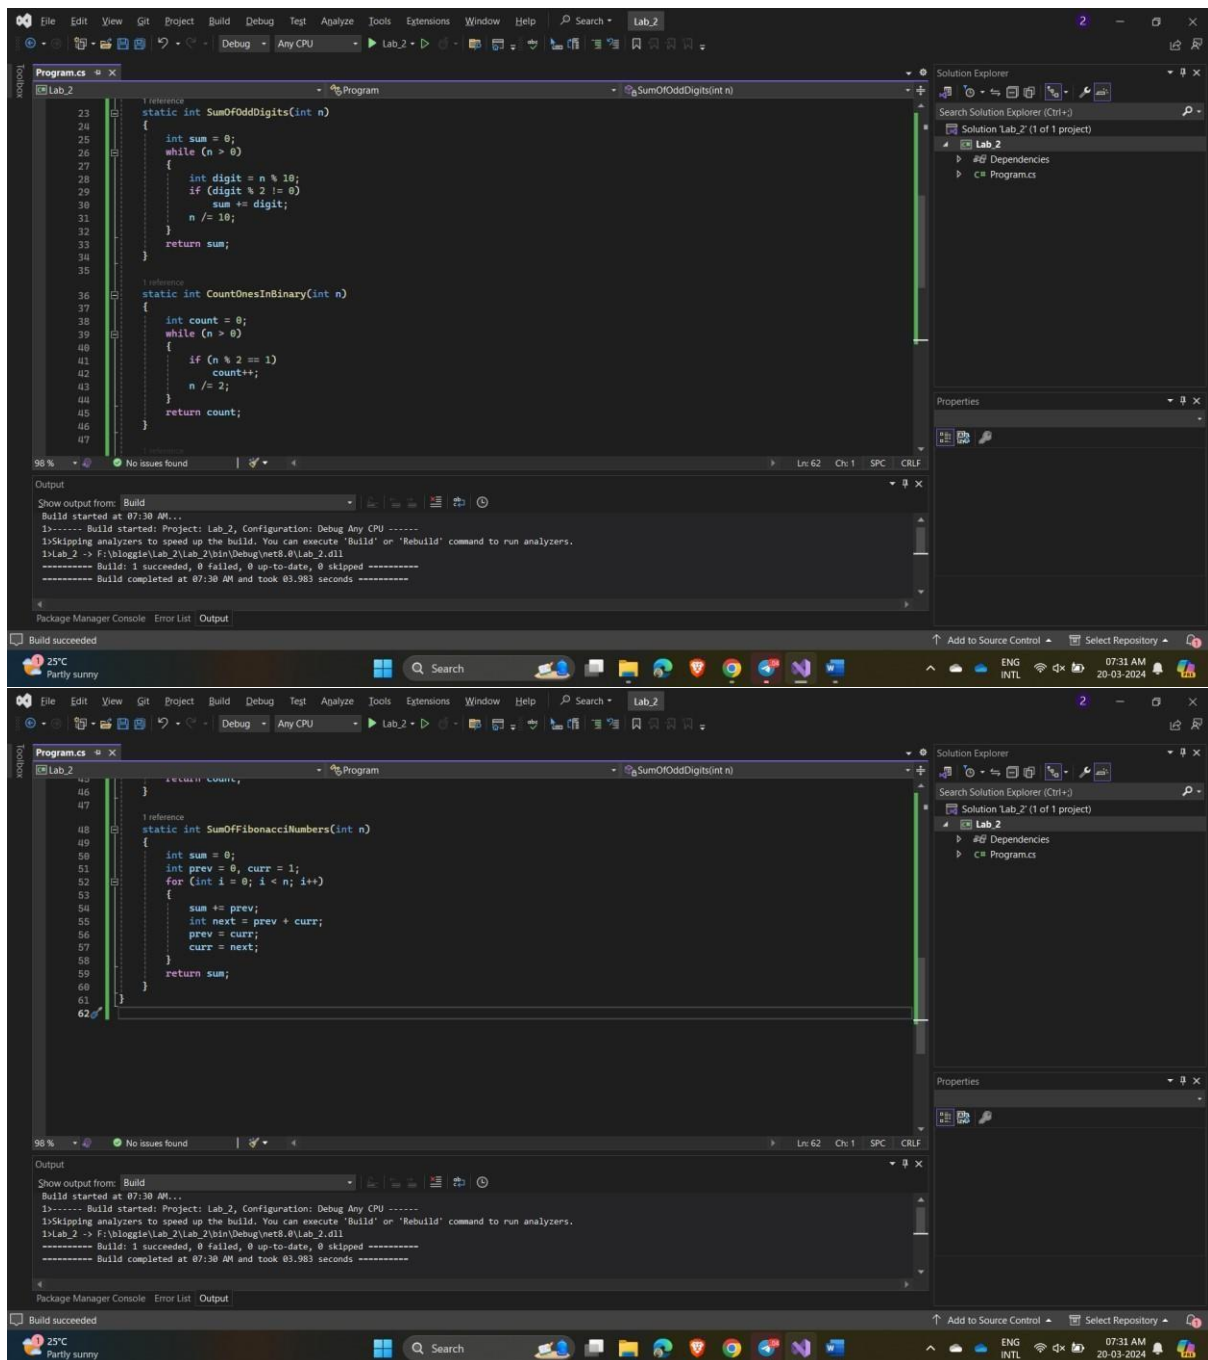 File Edit View Git Project Build Debug Test Analyze Tools Extensions Window Help Search Lab_2 2
Debug Any CPU Lab_2
Toolbox
Program.cs
Lab_2 Program SumOfOddDigits(int n)
1 reference
23 static int SumOfOddDigits(int n)
24 {
25 int sum = 0;
26 while (n > 0)
27 {
28 int digit = n % 10;
29 if (digit % 2 != 0)
30 sum += digit;
31 n /= 10;
32 }
33 return sum;
34 }
35
1 reference
36 static int CountOnesInBinary(int n)
37 {
38 int count = 0;
39 while (n > 0)
40 {
41 if (n % 2 == 1)
42 count++;
43 n /= 2;
44 }
45 return count;
46 }
47
98 % No issues found Ln: 62 Ch: 1 SPC CRLF
Solution Explorer
Search Solution Explorer (Ctrl+;)
Solution 'Lab_2' (1 of 1 project)
Lab_2
Dependencies
C# Program.cs
Properties
Output
Show output from: Build
Build started at 07:30 AM...
1>------ Build started: Project: Lab_2, Configuration: Debug Any CPU ------
1>Skipping analyzers to speed up the build. You can execute 'Build' or 'Rebuild' command to run analyzers.
1>Lab_2 -> F:\bloggie\Lab_2\Lab_2\bin\Debug\net8.0\Lab_2.dll
========== Build: 1 succeeded, 0 failed, 0 up-to-date, 0 skipped ==========
========== Build completed at 07:30 AM and took 03.983 seconds ==========
Package Manager Console Error List Output
Build succeeded Add to Source Control Select Repository
25°C
Partly sunny
Search
ENG
INTL
07:31 AM
20-03-2024
File Edit View Git Project Build Debug Test Analyze Tools Extensions Window Help Search Lab_2 2
Debug Any CPU Lab_2
Toolbox
Program.cs
Lab_2 Program SumOfOddDigits(int n)
45 return count;
46 }
47
1 reference
48 static int SumOfFibonacciNumbers(int n)
49 {
50 int sum = 0;
51 int prev = 0, curr = 1;
52 for (int i = 0; i < n; i++)
53 {
54 sum += prev;
55 int next = prev + curr;
56 prev = curr;
57 curr = next;
58 }
59 return sum;
60 }
61 }
62
98 % No issues found Ln: 62 Ch: 1 SPC CRLF
Solution Explorer
Search Solution Explorer (Ctrl+;)
Solution 'Lab_2' (1 of 1 project)
Lab_2
Dependencies
C# Program.cs
Properties
Output
Show output from: Build
Build started at 07:30 AM...
1>------ Build started: Project: Lab_2, Configuration: Debug Any CPU ------
1>Skipping analyzers to speed up the build. You can execute 'Build' or 'Rebuild' command to run analyzers.
1>Lab_2 -> F:\bloggie\Lab_2\Lab_2\bin\Debug\net8.0\Lab_2.dll
========== Build: 1 succeeded, 0 failed, 0 up-to-date, 0 skipped ==========
========== Build completed at 07:30 AM and took 03.983 seconds ==========
Package Manager Console Error List Output
Build succeeded Add to Source Control Select Repository
25°C
Partly sunny
Search
ENG
INTL
07:31 AM
20-03-2024